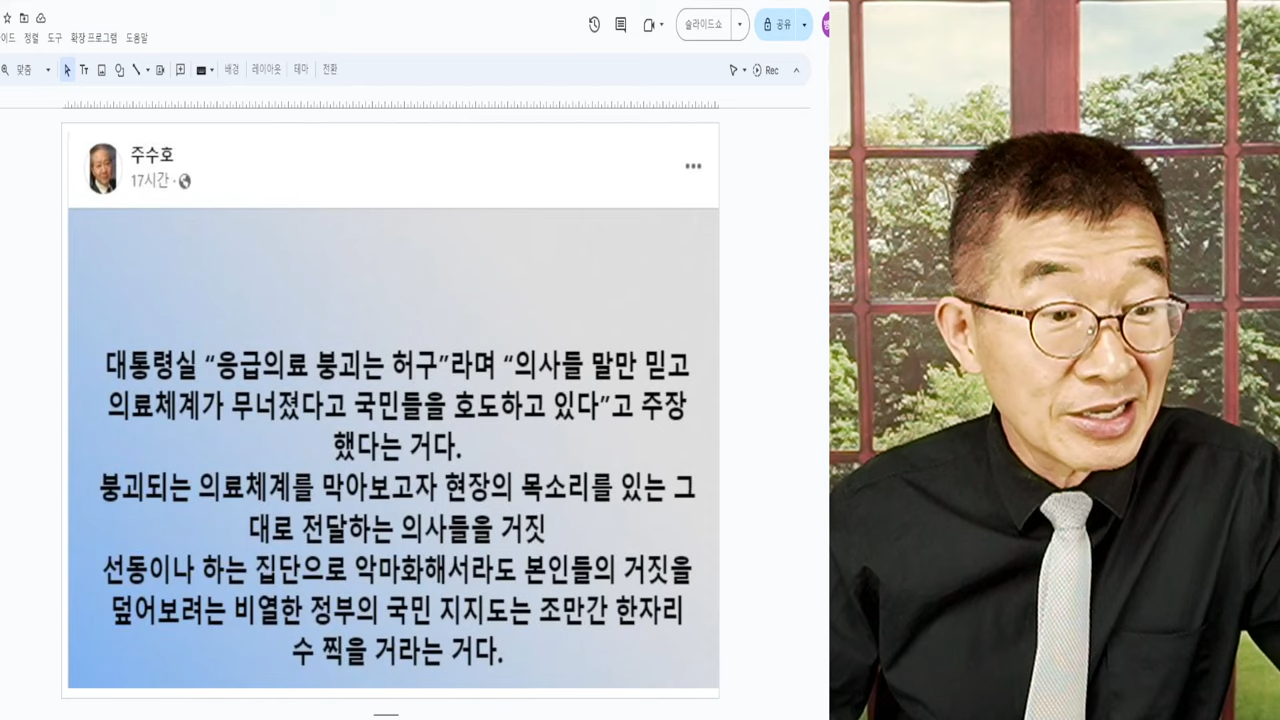 이드 정렬 도구 확장 프로그램 도움말
슬라이드쇼
공유
맞춤
Tт
배경
레이아웃
테마
전환
Rec
주수호
17시간 ·
대통령실 “응급의료 붕괴는 허구”라며 “의사들 말만 믿고
의료체계가 무너졌다고 국민들을 호도하고 있다”고 주장
했다는 거다.
붕괴되는 의료체계를 막아보고자 현장의 목소리를 있는 그
대로 전달하는 의사들을 거짓
선동이나 하는 집단으로 악마화해서라도 본인들의 거짓을
덮어보려는 비열한 정부의 국민 지지도는 조만간 한자리
수 찍을 거라는 거다.